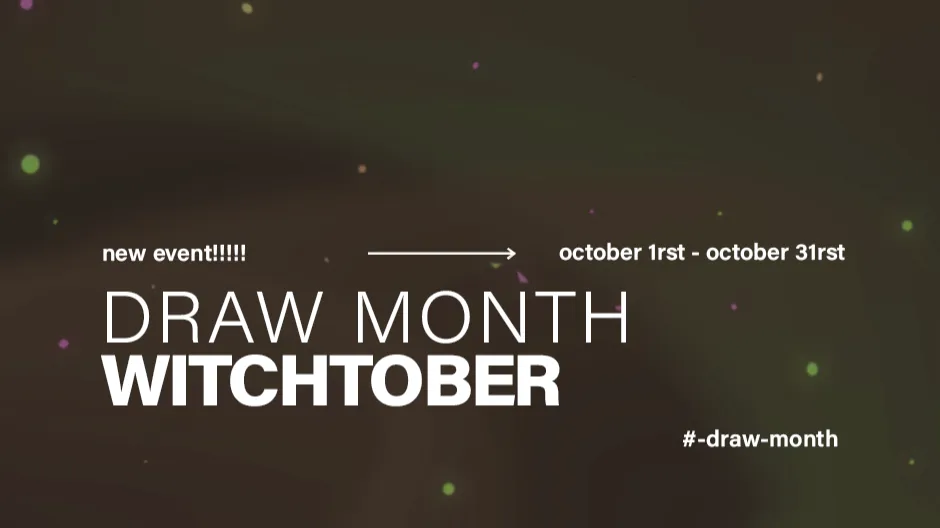 new event!!!!!
october 1rst - october 31rst
DRAW MONTH
WITCHTOBER
#-draw-month